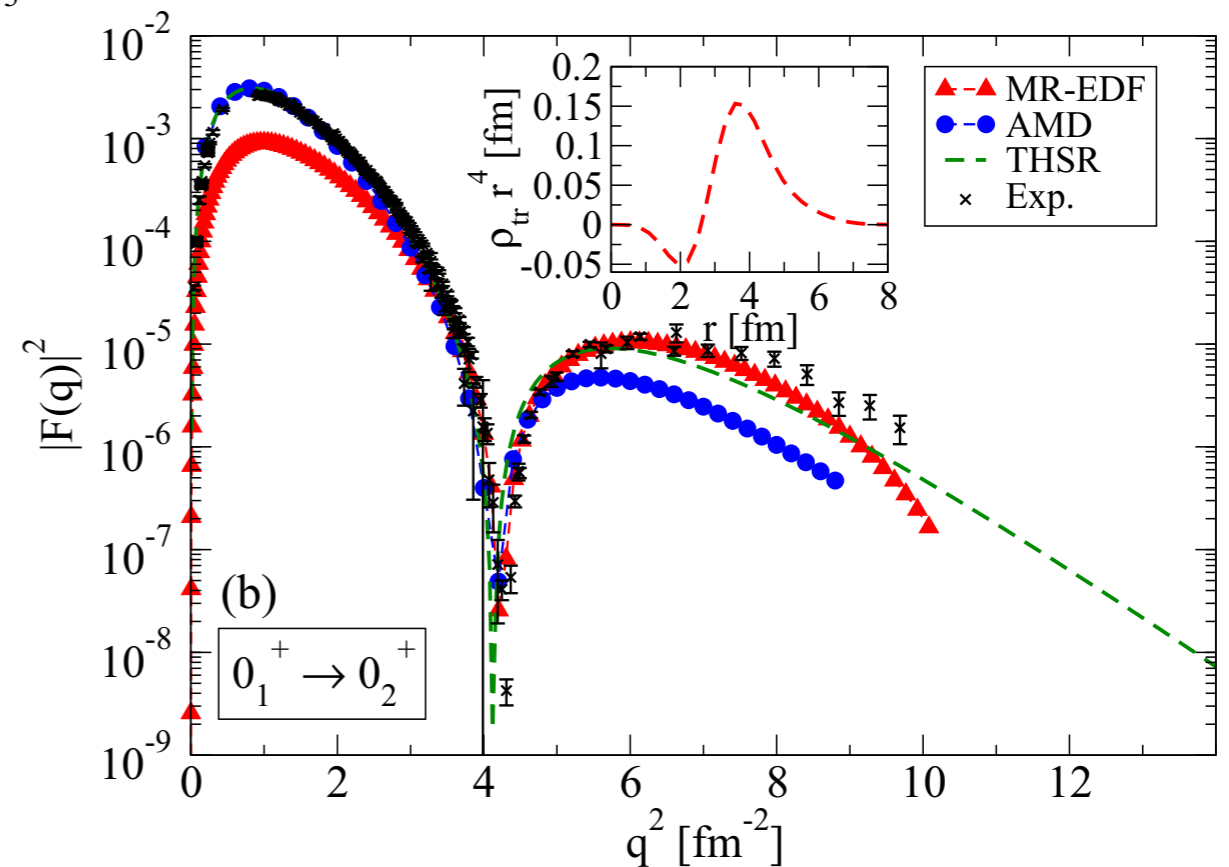 10^-2
10^-3
10^-4
10^-5
10^-6
10^-7
10^-8
10^-9
|F(q)|^2
0.2
0.15
0.1
0.05
0
-0.05
ρ_tr r^4 [fm]
0 2 4 6 8
r [fm]
MR-EDF
AMD
THSR
Exp.
(b)
0_1^+ → 0_2^+
0 2 4 6 8 10 12
q^2 [fm^-2]